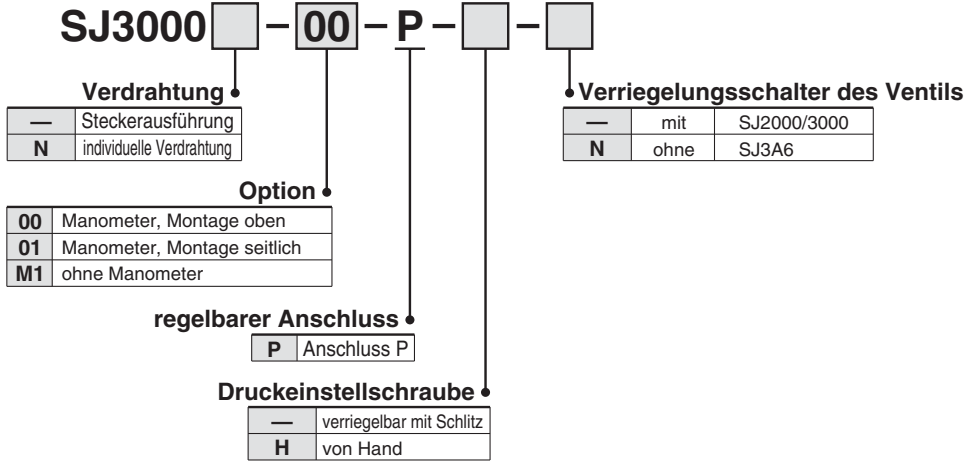 SJ3000 - 00 - P - -
Verdrahtung
— Steckerausführung
N individuelle Verdrahtung
Verriegelungsschalter des Ventils
— mit SJ2000/3000
N ohne SJ3A6
Option
00 Manometer, Montage oben
01 Manometer, Montage seitlich
M1 ohne Manometer
regelbarer Anschluss
P Anschluss P
Druckeinstellschraube
— verriegelbar mit Schlitz
H von Hand